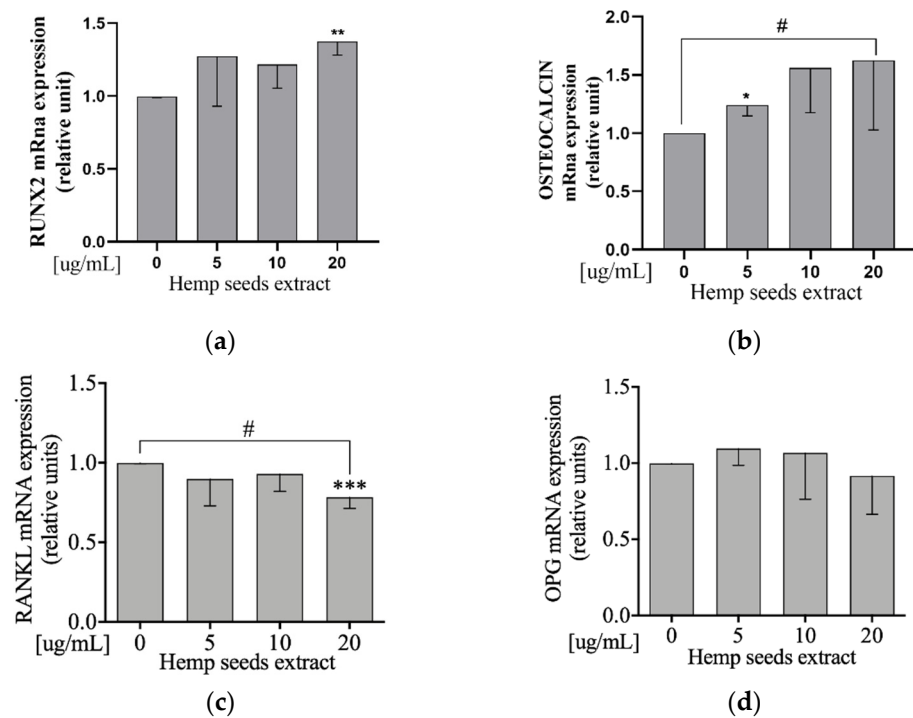 RUNX2 mRna expression
(relative unit)
1.5
1.0
0.5
0.0
**
[ug/mL]
0 5 10 20
Hemp seeds extract
(a)
OSTEOCALCIN
mRna expression
(relative unit)
2.0
1.5
1.0
0.5
0.0
#
*
[ug/mL]
0 5 10 20
Hemp seeds extract
(b)
RANKL mRNA expression
(relative units)
1.5
1.0
0.5
0.0
#
***
[ug/mL]
0 5 10 20
Hemp seeds extract
(c)
OPG mRNA expression
(relative units)
1.5
1.0
0.5
0.0
[ug/mL]
0 5 10 20
Hemp seeds extract
(d)